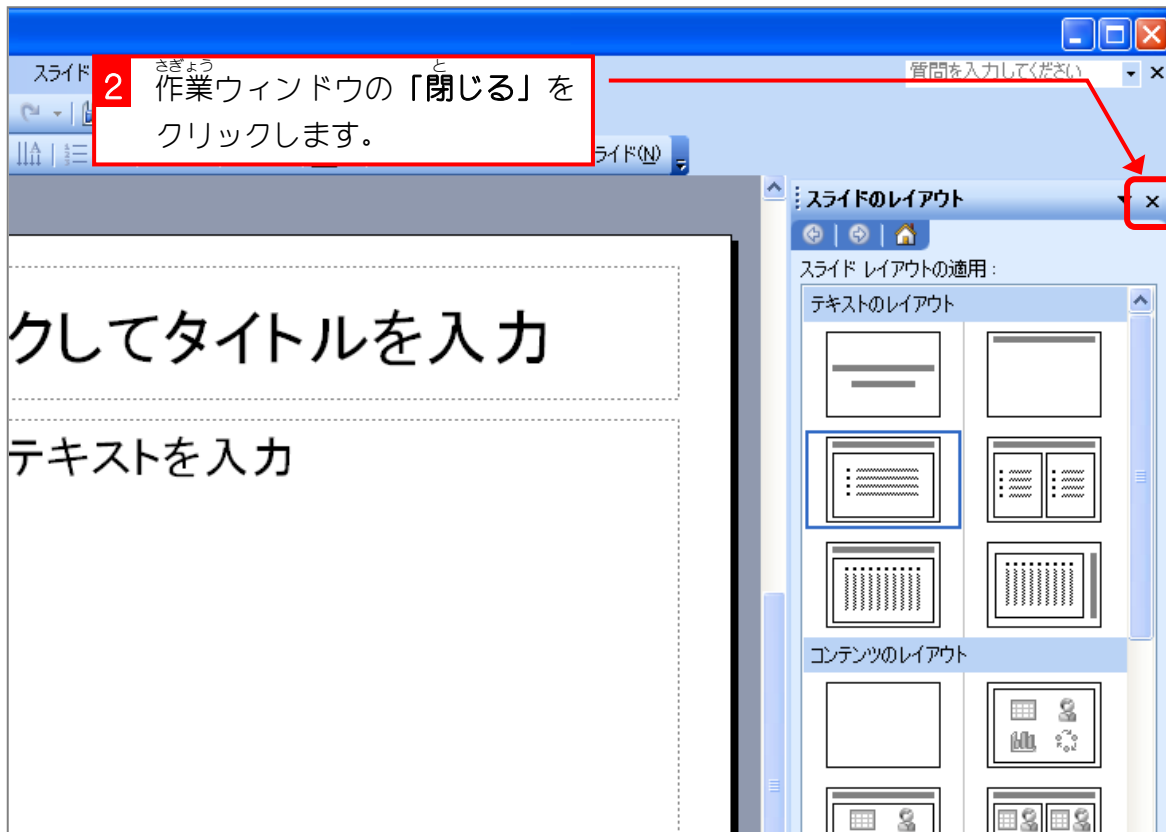 スライド
質問を入力してください
2
さぎょう と
作業ウィンドウの「閉じる」を
クリックします。
ライド(N)
スライドのレイアウト
スライド レイアウトの適用：
テキストのレイアウト
クしてタイトルを入力
テキストを入力
コンテンツのレイアウト